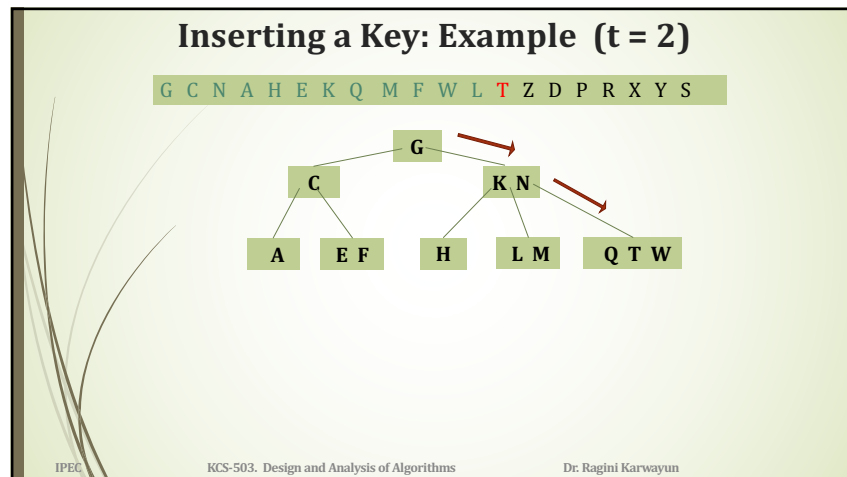 Inserting a Key: Example (t = 2)
G C N A H E K Q M F W L T Z D P R X Y S
G
C K N
A E F H L M Q T W
IPEC KCS-503. Design and Analysis of Algorithms Dr. Ragini Karwayun